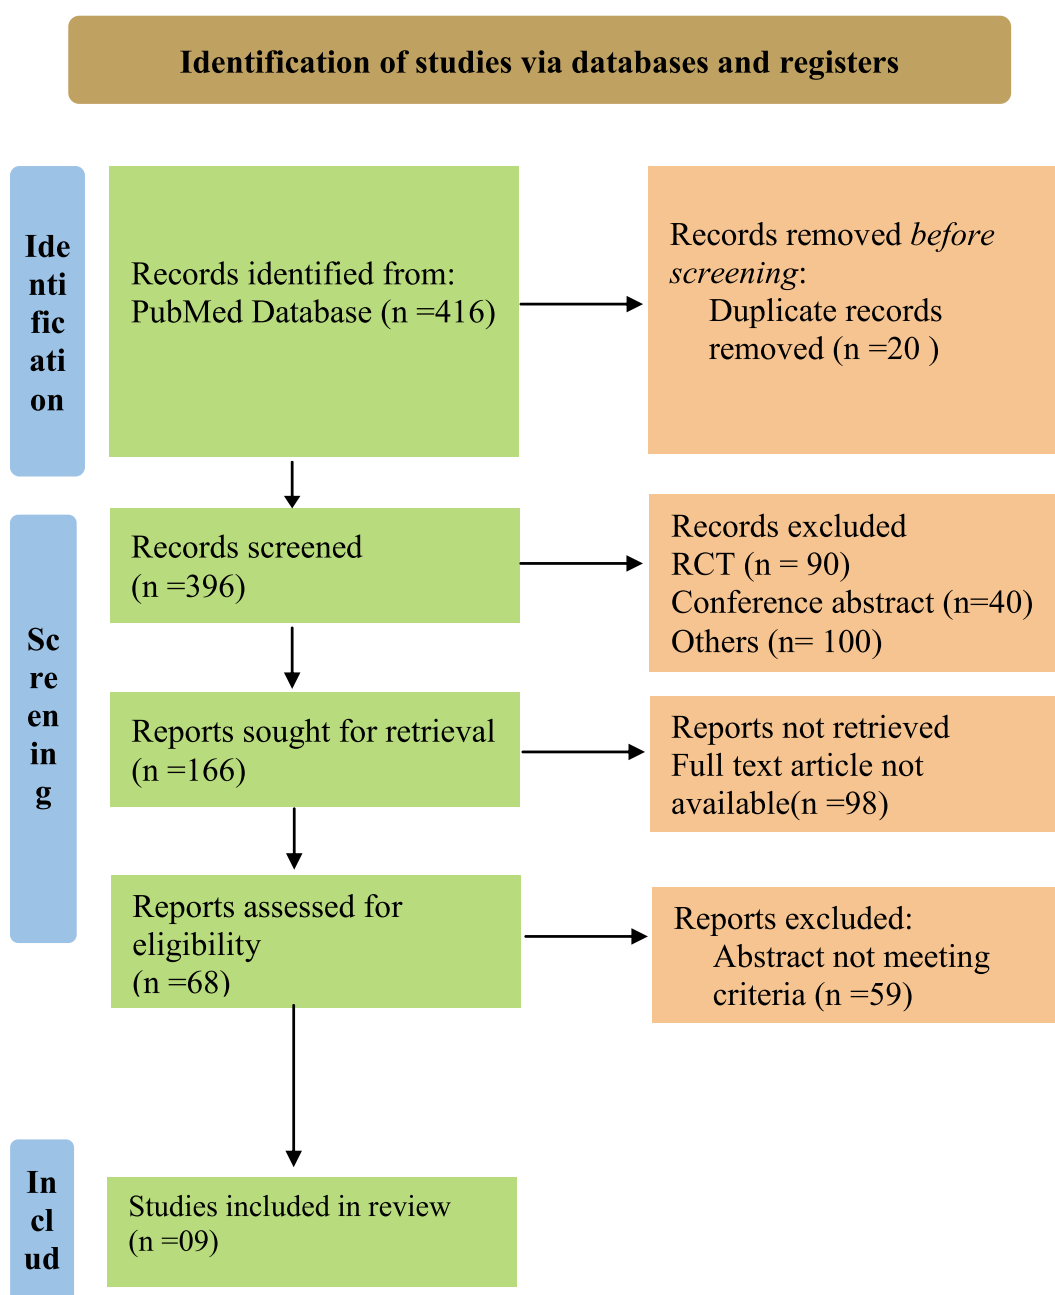 Identification of studies via databases and registers
Ide
nti
fic
ati
on
Records identified from:
PubMed Database (n =416)
Records removed before
screening:
Duplicate records
removed (n =20 )
Sc
re
en
in
g
Records screened
(n =396)
Records excluded
RCT (n = 90)
Conference abstract (n=40)
Others (n= 100)
Reports sought for retrieval
(n =166)
Reports not retrieved
Full text article not
available(n =98)
Reports assessed for
eligibility
(n =68)
Reports excluded:
Abstract not meeting
criteria (n =59)
In
cl
ud
Studies included in review
(n =09)